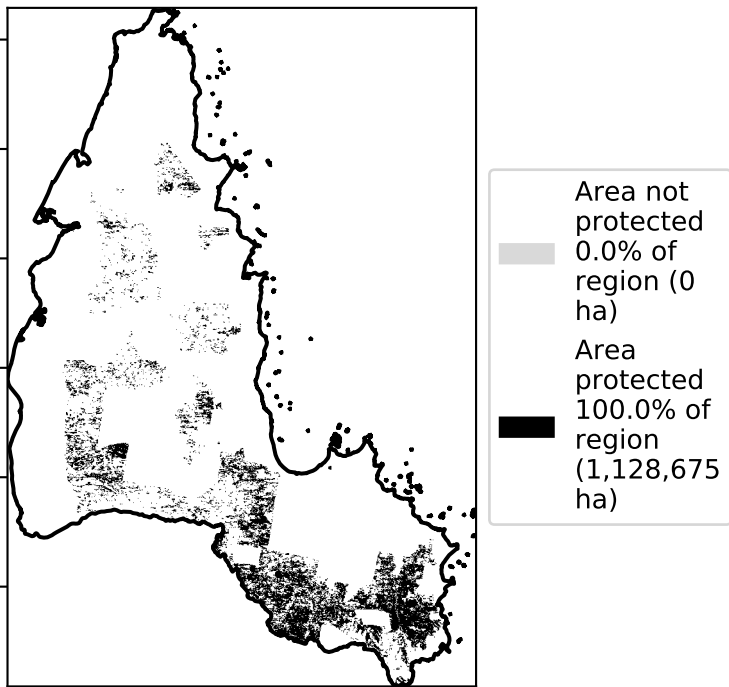 Area not
protected
0.0% of
region (0
ha)
Area
protected
100.0% of
region
(1,128,675
ha)